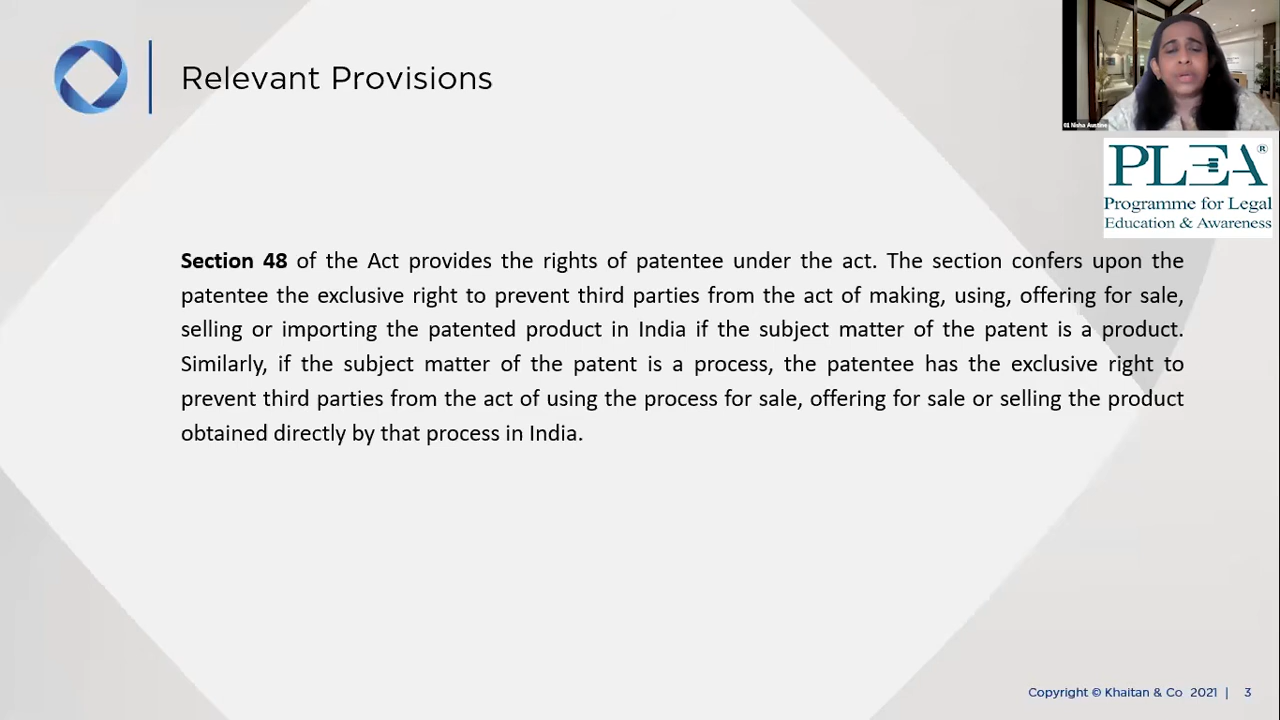 Relevant Provisions
Nisha Austine
PLEA®
Programme for Legal
Education & Awareness
Section 48 of the Act provides the rights of patentee under the act. The section confers upon the
patentee the exclusive right to prevent third parties from the act of making, using, offering for sale,
selling or importing the patented product in India if the subject matter of the patent is a product.
Similarly, if the subject matter of the patent is a process, the patentee has the exclusive right to
prevent third parties from the act of using the process for sale, offering for sale or selling the product
obtained directly by that process in India.
Copyright © Khaitan & Co 2021 | 3